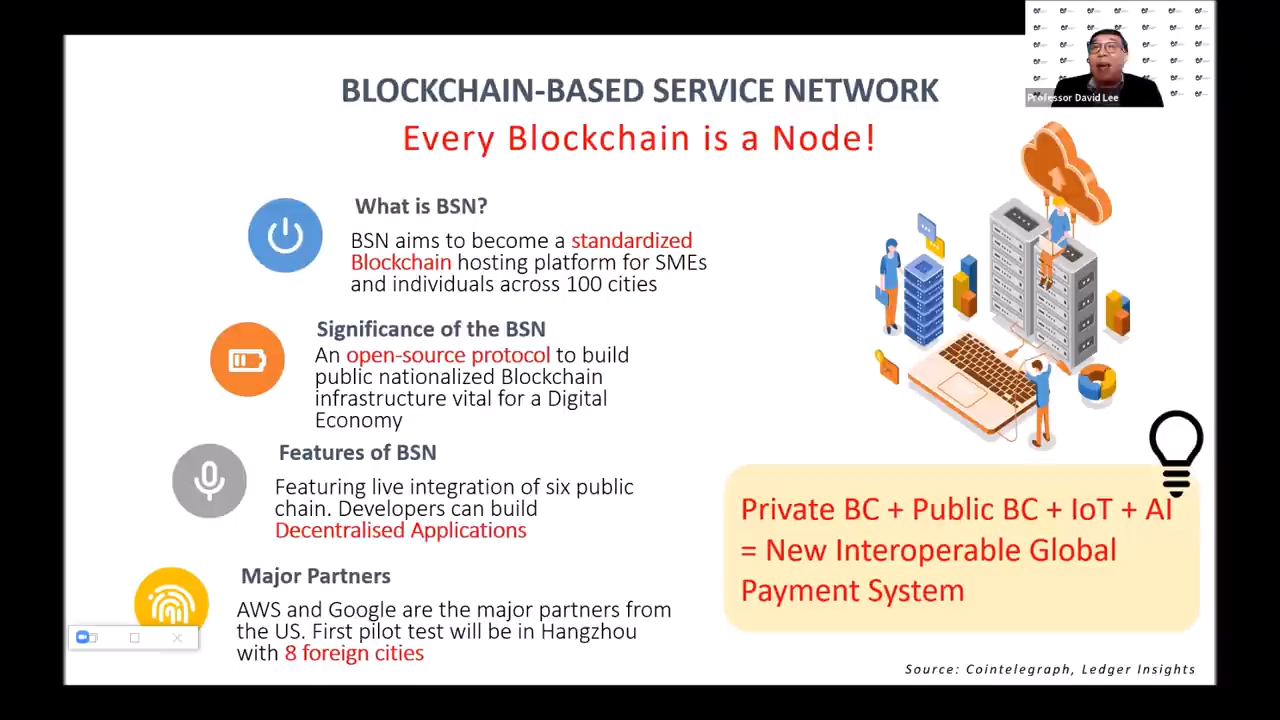 BLOCKCHAIN-BASED SERVICE NETWORK
Every Blockchain is a Node!
Professor David Lee
What is BSN?
BSN aims to become a standardized
Blockchain hosting platform for SMEs
and individuals across 100 cities
Significance of the BSN
An open-source protocol to build
public nationalized Blockchain
infrastructure vital for a Digital
Economy
Features of BSN
Featuring live integration of six public
chain. Developers can build
Decentralised Applications
Major Partners
AWS and Google are the major partners from
the US. First pilot test will be in Hangzhou
with 8 foreign cities
Private BC + Public BC + IoT + AI
= New Interoperable Global
Payment System
Source: Cointelegraph, Ledger Insights